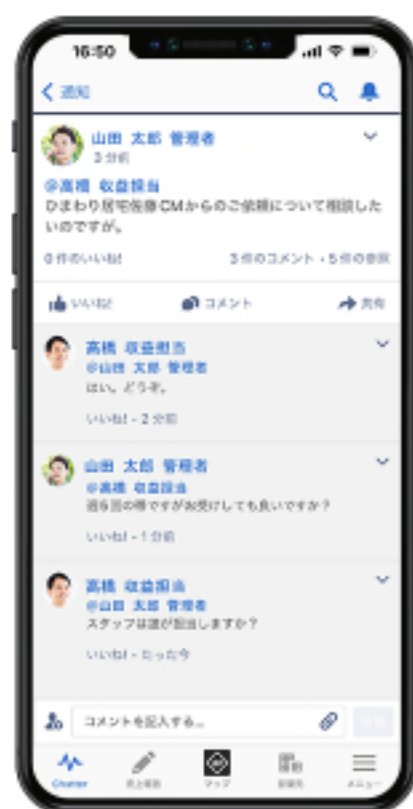 16:50
通知
山田 太郎 管理者
3 分前
@高橋 収益担当
ひまわり居宅佐藤CMからのご依頼について相談した
いのですが。
0 件のいいね! 3 件のコメント・5 件の参照
いいね! コメント 共有
高橋 収益担当
@山田 太郎 管理者
はい。どうぞ。
いいね!・2 分前
山田 太郎 管理者
@高橋 収益担当
週6回の帯ですがお受けしても良いですか?
いいね!・1 分前
高橋 収益担当
@山田 太郎 管理者
スタッフは誰が担当しますか?
いいね!・たった今
コメントを記入する...
Chatter 売上報告 マップ メニュー